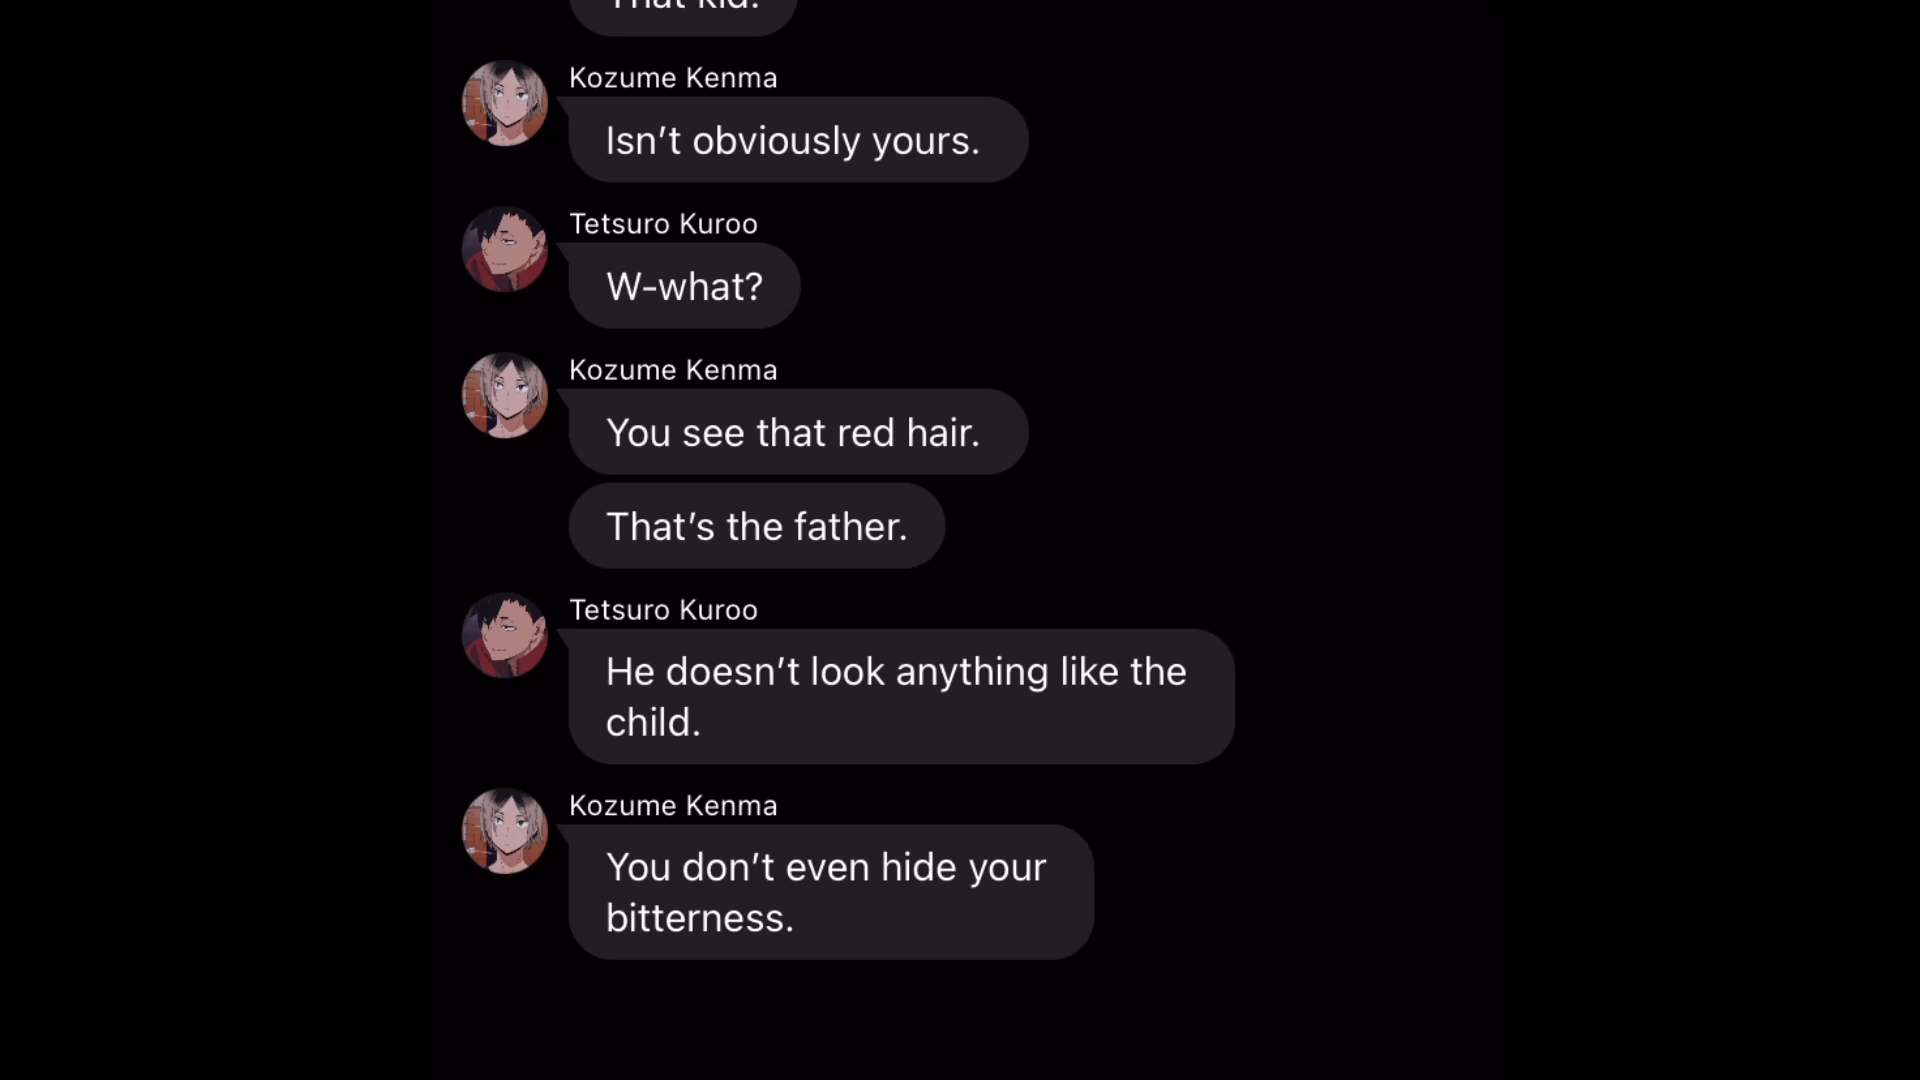 That kid.
Kozume Kenma
Isn’t obviously yours.
Tetsuro Kuroo
W-what?
Kozume Kenma
You see that red hair.
That’s the father.
Tetsuro Kuroo
He doesn’t look anything like the
child.
Kozume Kenma
You don’t even hide your
bitterness.